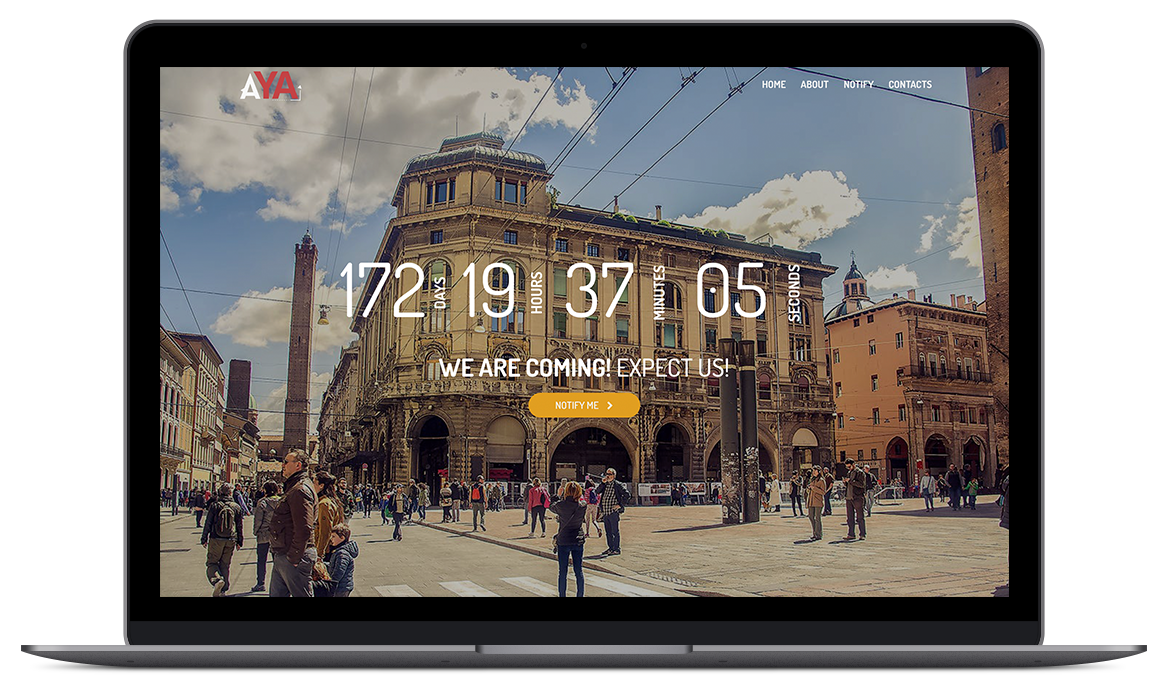 AYA
HOME ABOUT NOTIFY CONTACTS
172 DAYS 19 HOURS 37 MINUTES 05 SECONDS
WE ARE COMING! EXPECT US!
NOTIFY ME